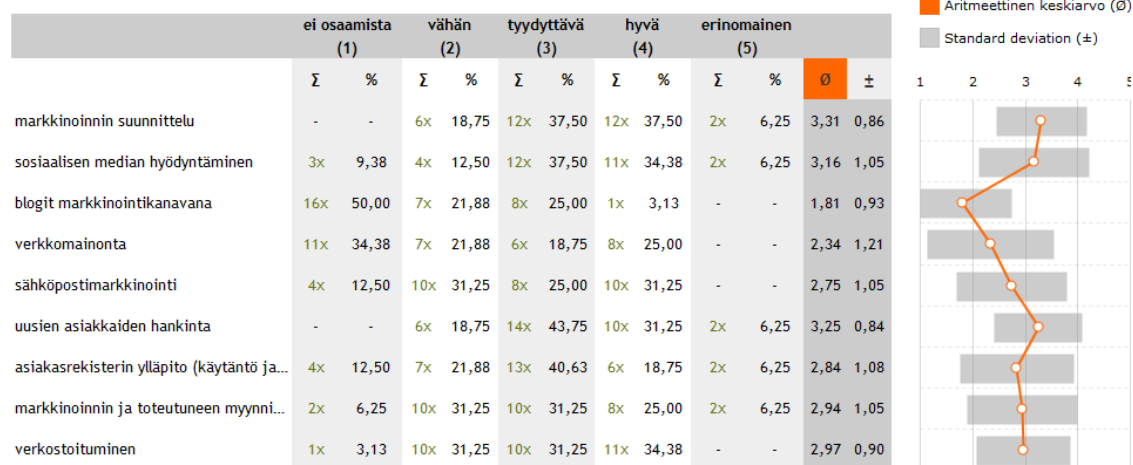 Aritmeettinen keskiarvo (Ø)
Standard deviation (±)
ei osaamista vähän tyydyttävä hyvä erinomainen
(1) (2) (3) (4) (5)
Σ % Σ % Σ % Σ % Σ % Ø ± 1 2 3 4 5
markkinoinnin suunnittelu - - 6x 18,75 12x 37,50 12x 37,50 2x 6,25 3,31 0,86
sosiaalisen median hyödyntäminen 3x 9,38 4x 12,50 12x 37,50 11x 34,38 2x 6,25 3,16 1,05
blogit markkinointikanavana 16x 50,00 7x 21,88 8x 25,00 1x 3,13 - - 1,81 0,93
verkkomainonta 11x 34,38 7x 21,88 6x 18,75 8x 25,00 - - 2,34 1,21
sähköpostimarkkinointi 4x 12,50 10x 31,25 8x 25,00 10x 31,25 - - 2,75 1,05
uusien asiakkaiden hankinta - - 6x 18,75 14x 43,75 10x 31,25 2x 6,25 3,25 0,84
asiakasrekisterin ylläpito (käytäntö ja... 4x 12,50 7x 21,88 13x 40,63 6x 18,75 2x 6,25 2,84 1,08
markkinoinnin ja toteutuneen myynni... 2x 6,25 10x 31,25 10x 31,25 8x 25,00 2x 6,25 2,94 1,05
verkostoituminen 1x 3,13 10x 31,25 10x 31,25 11x 34,38 - - 2,97 0,90